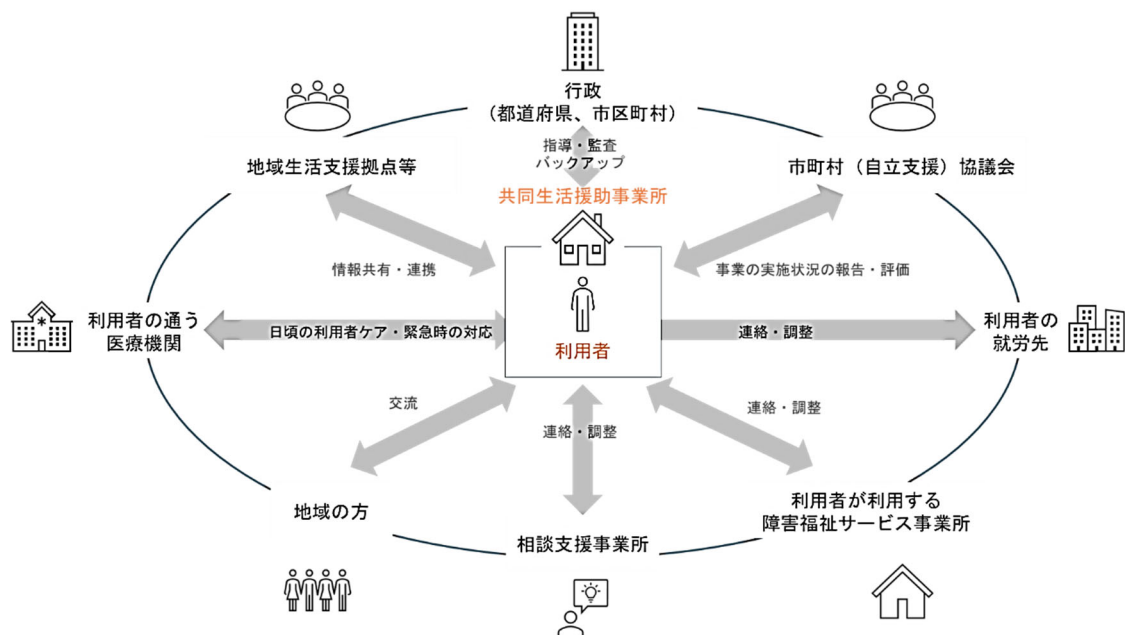 行政
（都道府県、市区町村）
指導・監査
バックアップ
地域生活支援拠点等
市町村（自立支援）協議会
共同生活援助事業所
情報共有・連携
事業の実施状況の報告・評価
利用者の通う
医療機関
日頃の利用者ケア・緊急時の対応
利用者
連絡・調整
利用者の
就労先
交流
連絡・調整
連絡・調整
地域の方
相談支援事業所
利用者が利用する
障害福祉サービス事業所